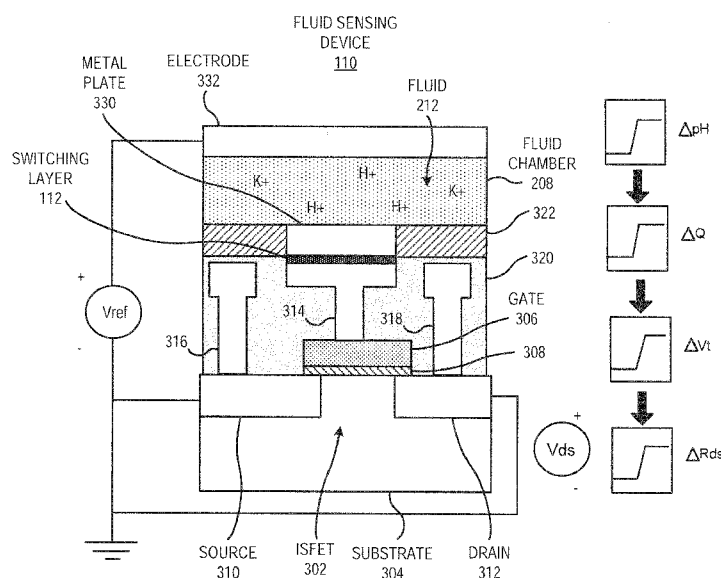 FLUID SENSING
DEVICE
110
METAL
PLATE
330
ELECTRODE
332
FLUID
212
SWITCHING
LAYER
112
FLUID
CHAMBER
208
K+
H+
H+
H+
K+
322
320
314
316
318
GATE
306
308
+
Vref
-
+
Vds
-
SOURCE
310
ISFET
302
SUBSTRATE
304
DRAIN
312
ΔpH
ΔQ
ΔVt
ΔRds